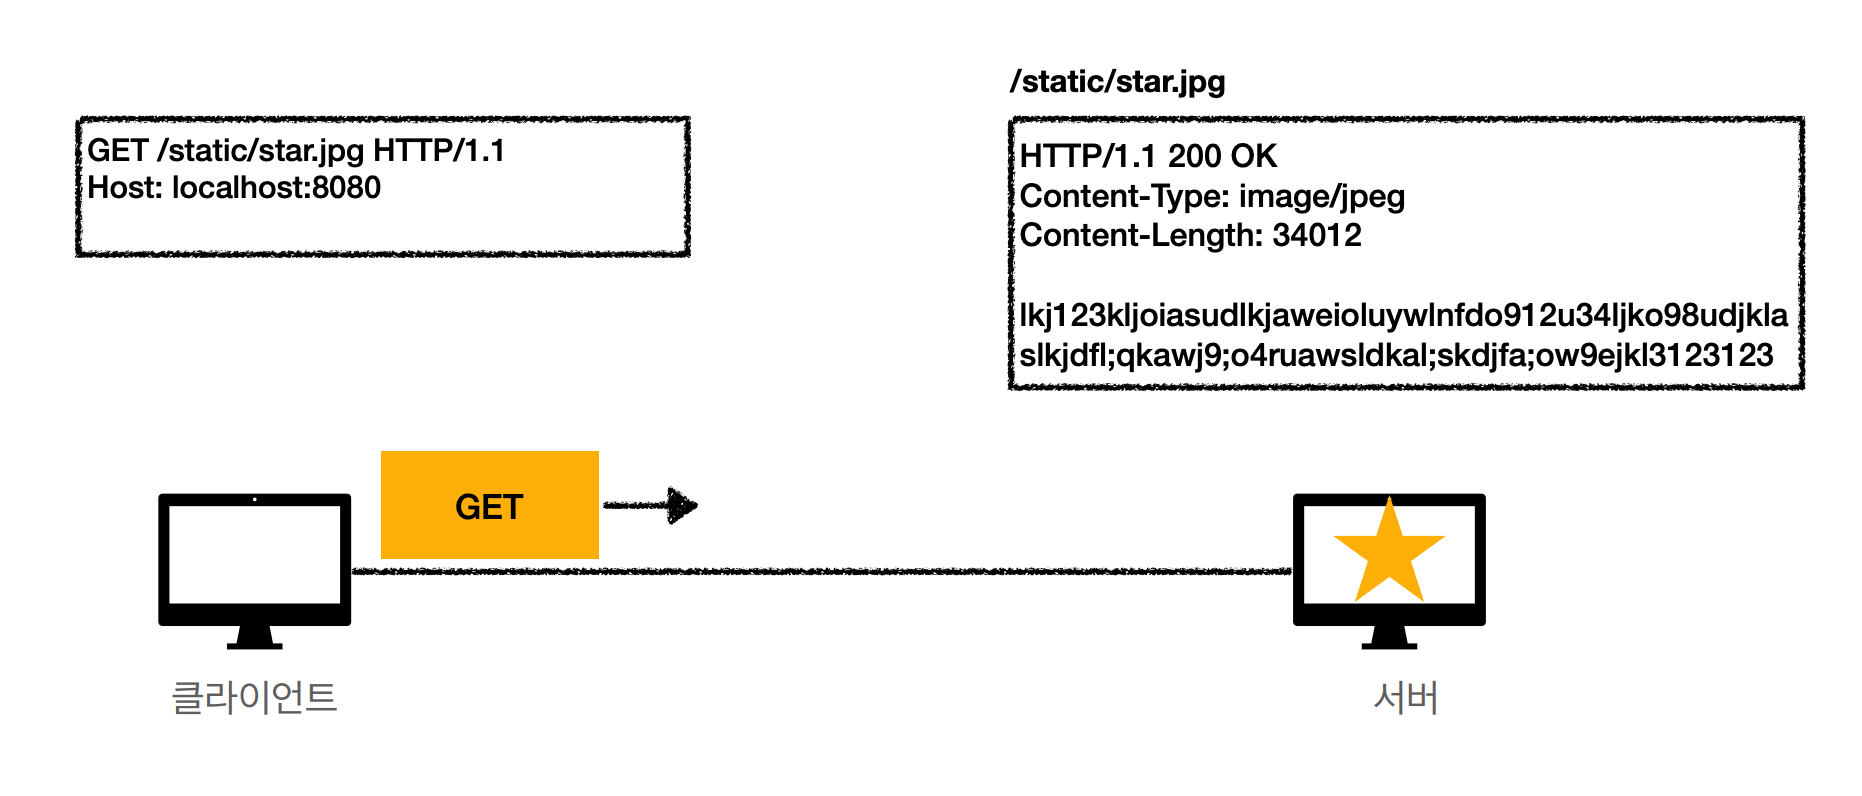 /static/star.jpg
GET /static/star.jpg HTTP/1.1
Host: localhost:8080
HTTP/1.1 200 OK
Content-Type: image/jpeg
Content-Length: 34012
lkj123kljoiasudlkjaweioluywlnfdo912u34ljko98udjkla
slkjdfl;qkawj9;o4ruawsldkal;skdjfa;ow9ejkl3123123
GET
클라이언트
서버